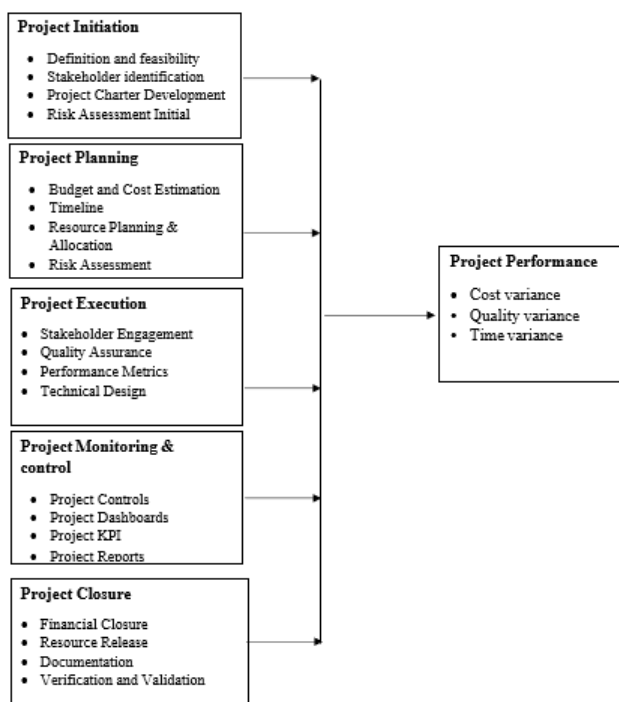 Project Initiation
• Definition and feasibility
• Stakeholder identification
• Project Charter Development
• Risk Assessment Initial
Project Planning
• Budget and Cost Estimation
• Timeline
• Resource Planning &
Allocation
• Risk Assessment
Project Execution
• Stakeholder Engagement
• Quality Assurance
• Performance Metrics
• Technical Design
Project Monitoring &
control
• Project Controls
• Project Dashboards
• Project KPI
• Project Reports
Project Closure
• Financial Closure
• Resource Release
• Documentation
• Verification and Validation
Project Performance
• Cost variance
• Quality variance
• Time variance